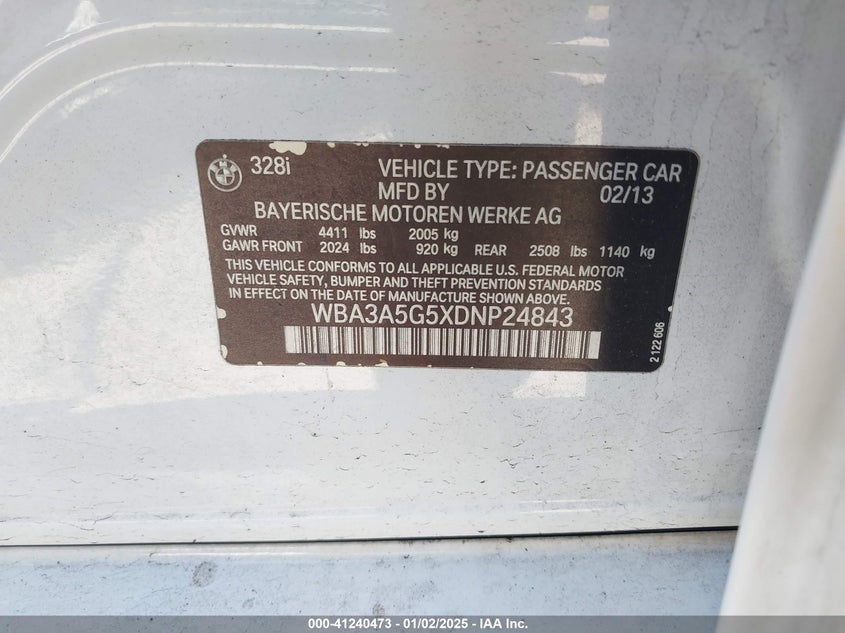 328i VEHICLE TYPE: PASSENGER CAR
MFD BY 02/13
BAYERISCHE MOTOREN WERKE AG
GVWR 4411 lbs 2005 kg
GAWR FRONT 2024 lbs 920 kg REAR 2508 lbs 1140 kg
THIS VEHICLE CONFORMS TO ALL APPLICABLE U.S. FEDERAL MOTOR
VEHICLE SAFETY, BUMPER AND THEFT PREVENTION STANDARDS
IN EFFECT ON THE DATE OF MANUFACTURE SHOWN ABOVE.
WBA3A5G5XDNP24843
2 122 606
000-41240473 — 01/02/2025 — IAA Inc.